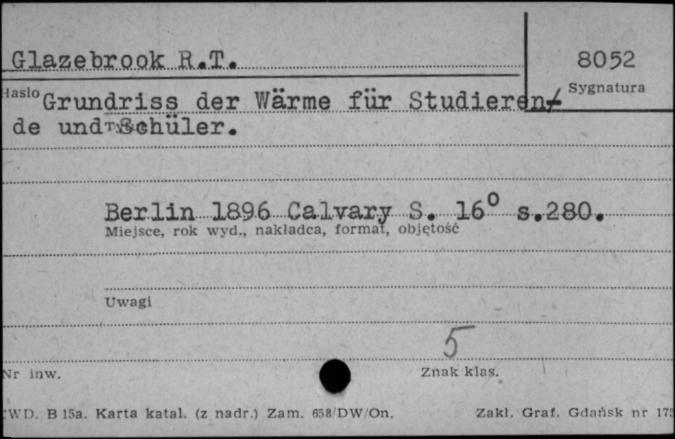 Glazebrook R.T.
8052
Hasło
Sygnatura
Grundriss der Wärme für Studieren/
de und Schüler.
Berlin 1896 Calvary S. 16° s.280.
Miejsce, rok wyd., nakładca, format, objętość
Uwagi
5
Nr inw.
Znak klas.
WD. B 15a. Karta katal. (z nadr.) Zam. 658/DW/On.
Zakł. Graf. Gdańsk nr